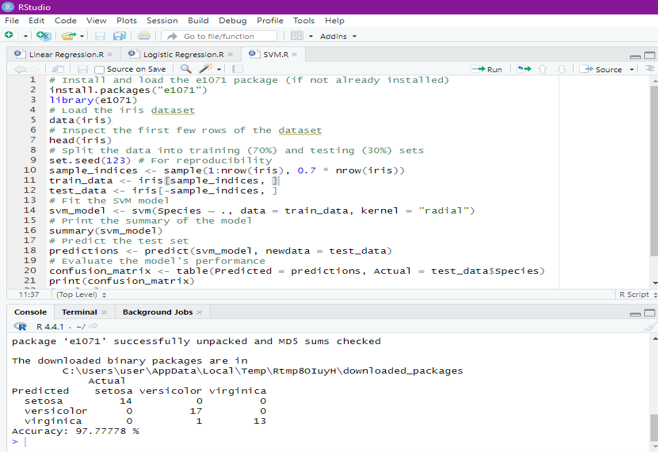 RStudio
File Edit Code View Plots Session Build Debug Profile Tools Help
Go to file/function Addins
Linear Regression.R Logistic Regression.R SVM.R
Source on Save Run Source
1 # Install and load the e1071 package (if not already installed)
2 install.packages("e1071")
3 library(e1071)
4 # Load the iris dataset
5 data(iris)
6 # Inspect the first few rows of the dataset
7 head(iris)
8 # Split the data into training (70%) and testing (30%) sets
9 set.seed(123) # For reproducibility
10 sample_indices <- sample(1:nrow(iris), 0.7 * nrow(iris))
11 train_data <- iris[sample_indices, ]
12 test_data <- iris[-sample_indices, ]
13 # Fit the SVM model
14 svm_model <- svm(Species ~ ., data = train_data, kernel = "radial")
15 # Print the summary of the model
16 summary(svm_model)
17 # Predict the test set
18 predictions <- predict(svm_model, newdata = test_data)
19 # Evaluate the model's performance
20 confusion_matrix <- table(Predicted = predictions, Actual = test_data$Species)
21 print(confusion_matrix)
11:37 (Top Level) R Script
Console Terminal Background Jobs
R 4.4.1 · ~/
package ‘e1071’ successfully unpacked and MD5 sums checked
The downloaded binary packages are in
C:\Users\user\AppData\Local\Temp\Rtmp8OIuyH\downloaded_packages
Actual
Predicted setosa versicolor virginica
setosa 14 0 0
versicolor 0 17 0
virginica 0 1 13
Accuracy: 97.77778 %
>